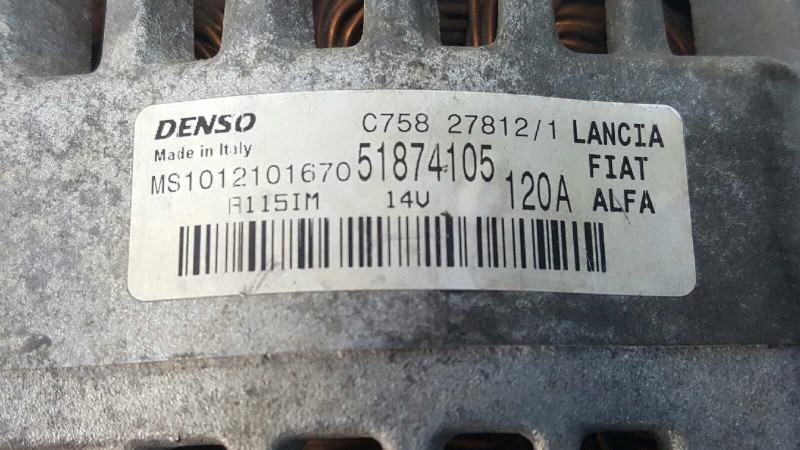 DENSO C758 27812/1 LANCIA
Made in Italy FIAT
MS1012101670 51874105 120A ALFA
A115IM 14V